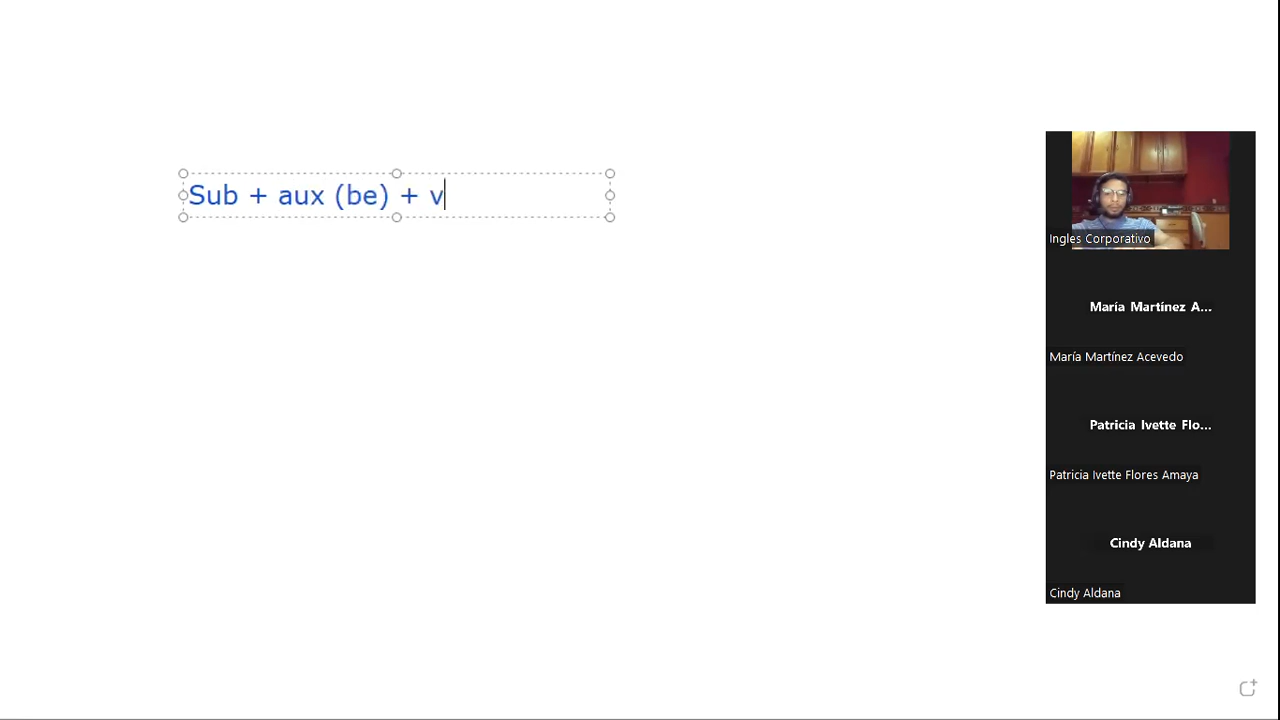 Sub + aux (be) + v
Ingles Corporativo
María Martínez A...
María Martínez Acevedo
Patricia Ivette Flo...
Patricia Ivette Flores Amaya
Cindy Aldana
Cindy Aldana